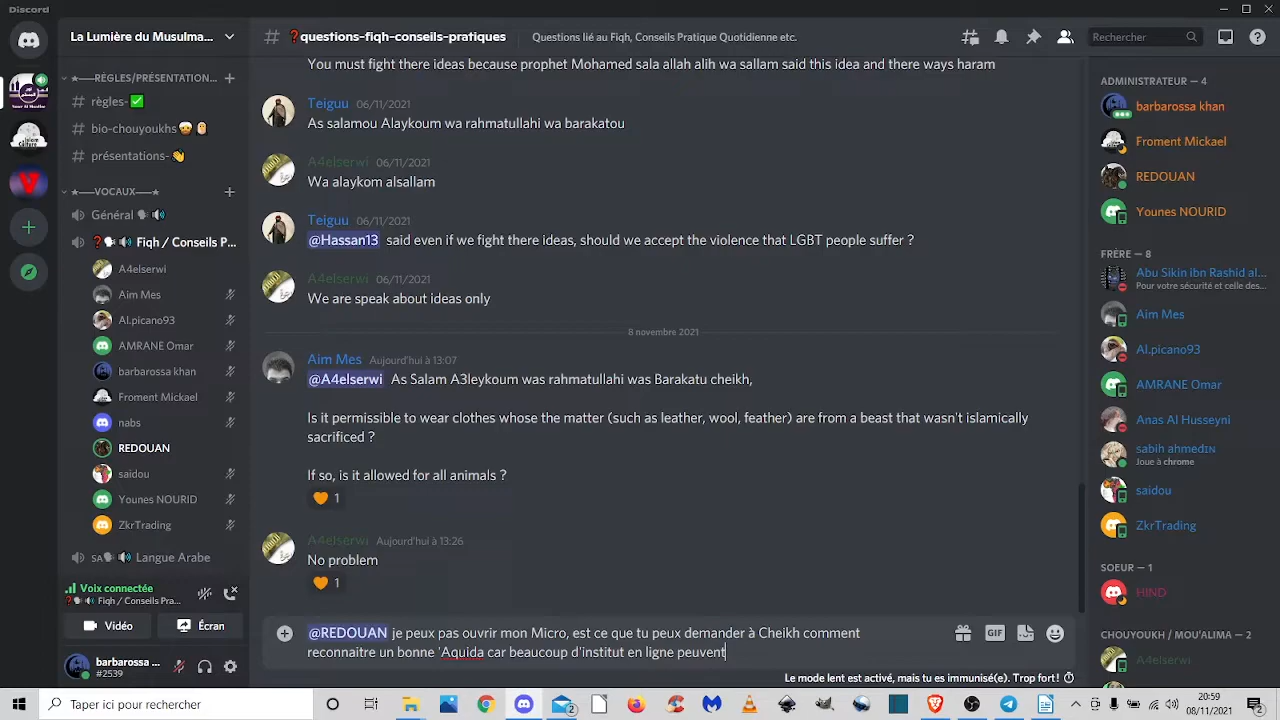 Discord
La Lumière du Musulma...
# ❓questions-fiqh-conseils-pratiques
Questions lié au Fiqh, Conseils Pratique Quotidienne etc.
Rechercher
★—–RÈGLES/PRÉSENTATION...
règles-✅
bio-chouyoukhs
présentations-👋
★—–VOCAUX—–★
Général
❓ Fiqh / Conseils P...
A4elserwi
Aim Mes
Al.picano93
AMRANE Omar
barbarossa khan
Froment Mickael
nabs
REDOUAN
saïdou
Younes NOURID
ZkrTrading
SA Langue Arabe
Voix connectée
❓ Fiqh / Conseils Pra...
Vidéo
Écran
barbarossa ...
#2539
You must fight there ideas because prophet Mohamed sala allah alih wa sallam said this idea and there ways haram
Teiguu 06/11/2021
As salamou Alaykoum wa rahmatullahi wa barakatou
A4elserwi 06/11/2021
Wa alaykom alsallam
Teiguu 06/11/2021
@Hassan13 said even if we fight there ideas, should we accept the violence that LGBT people suffer ?
A4elserwi 06/11/2021
We are speak about ideas only
8 novembre 2021
Aim Mes Aujourd'hui à 13:07
@A4elserwi As Salam A3leykoum was rahmatullahi was Barakatu cheikh,
Is it permissible to wear clothes whose the matter (such as leather, wool, feather) are from a beast that wasn't islamically
sacrificed ?
If so, is it allowed for all animals ?
🧡 1
A4elserwi Aujourd'hui à 13:26
No problem
🧡 1
@REDOUAN je peux pas ouvrir mon Micro, est ce que tu peux demander à Cheikh comment
reconnaitre un bonne 'Aquida car beaucoup d'institut en ligne peuvent
GIF
Le mode lent est activé, mais tu es immunisé(e). Trop fort !
ADMINISTRATEUR — 4
barbarossa khan
Froment Mickael
REDOUAN
Younes NOURID
FRÈRE — 8
Abu Sikin ibn Rashid al...
Pour votre sécurité et celle des...
Aim Mes
Al.picano93
AMRANE Omar
Anas Al Husseyni
sabih ahmedɪɴ
Joue à chrome
saïdou
ZkrTrading
SOEUR — 1
HIND
CHOUYOUKH / MOU'ALIMA — 2
A4elserwi
Taper ici pour rechercher
2
20:59
08/11/2021
2